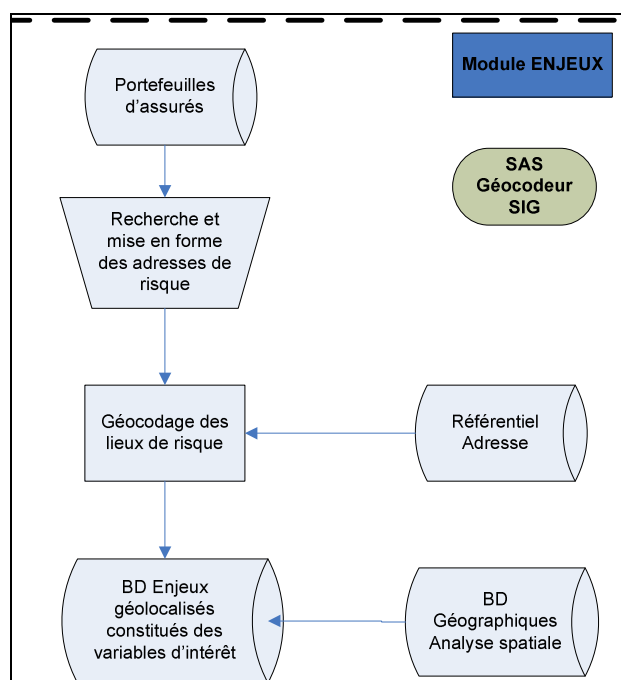 Portefeuilles
d'assurés
Module ENJEUX
SAS
Géocodeur
SIG
Recherche et
mise en forme
des adresses de
risque
Géocodage des
lieux de risque
Référentiel
Adresse
BD Enjeux
géolocalisés
constitués des
variables d'intérêt
BD
Géographiques
Analyse spatiale